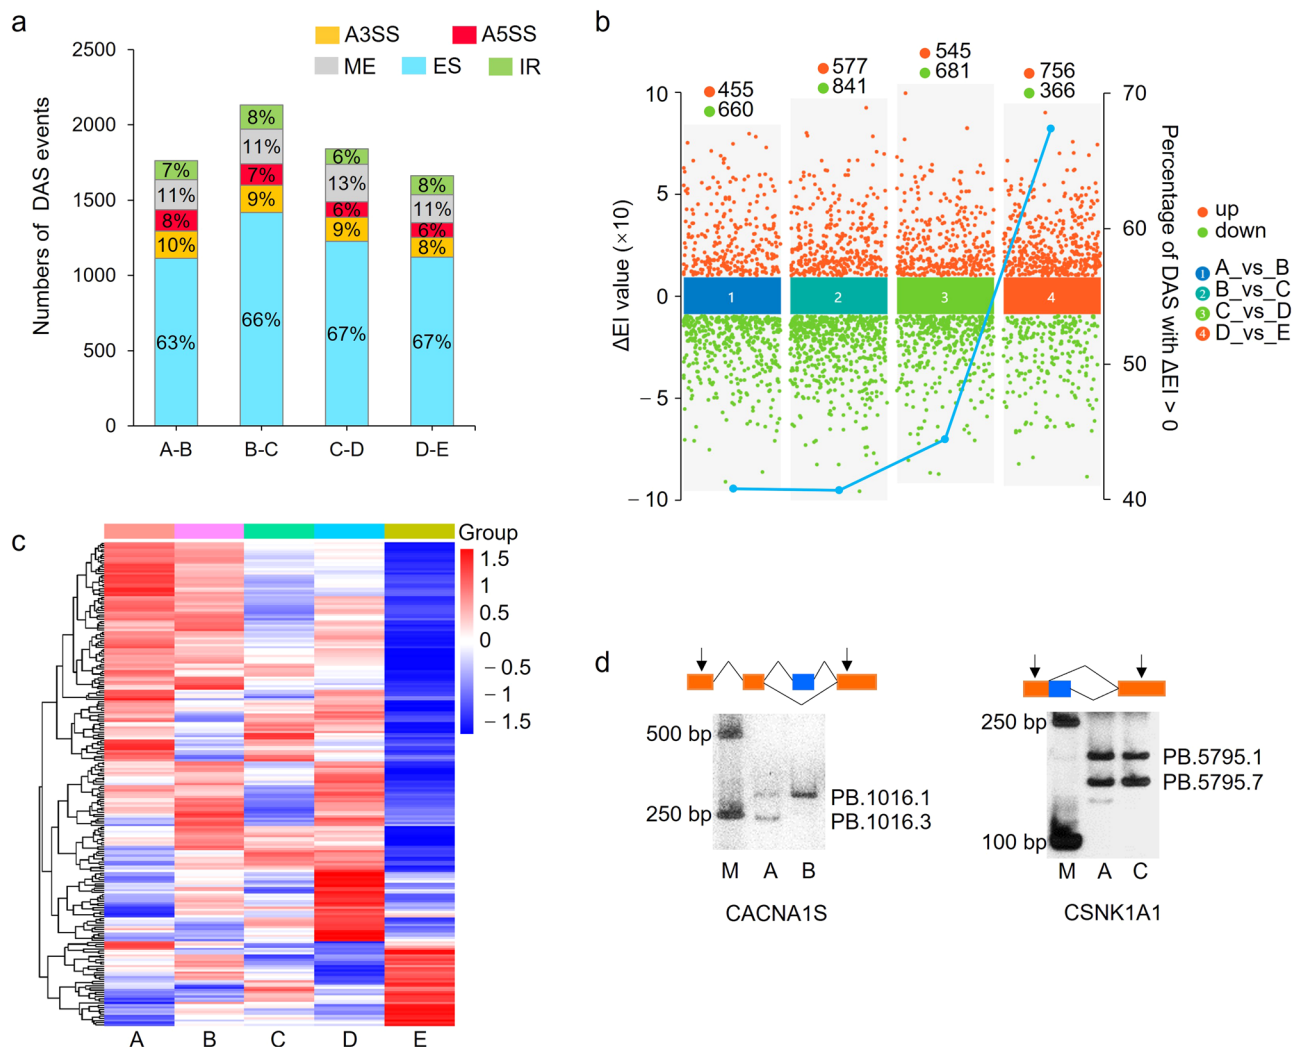 a
A3SS
A5SS
ME
ES
IR
Numbers of DAS events
2500
2000
1500
1000
500
0
7%
11%
8%
10%
63%
8%
11%
7%
9%
66%
6%
13%
6%
9%
67%
8%
11%
6%
8%
67%
A-B
B-C
C-D
D-E
b
455
660
577
841
545
681
756
366
ΔEI value (×10)
10
5
0
−5
−10
1
2
3
4
70
60
50
40
Percentage of DAS with ΔEI > 0
up
down
1 A_vs_B
2 B_vs_C
3 C_vs_D
4 D_vs_E
c
Group
1.5
1
0.5
0
−0.5
−1
−1.5
A
B
C
D
E
d
500 bp
250 bp
PB.1016.1
PB.1016.3
M
A
B
CACNA1S
250 bp
100 bp
PB.5795.1
PB.5795.7
M
A
C
CSNK1A1